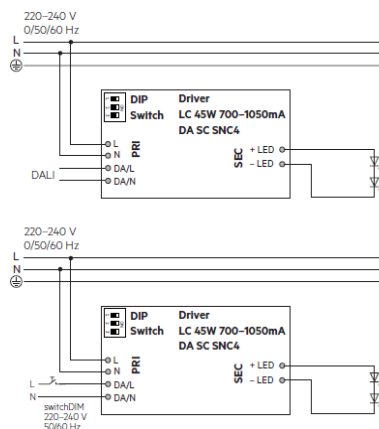 220-240 V
0/50/60 Hz
L
N
DIP
Switch
Driver
LC 45W 700-1050mA
DA SC SNC4
L
N
PRI
DA/L
DA/N
DALI
SEC
+ LED
- LED
220-240 V
0/50/60 Hz
L
N
DIP
Switch
Driver
LC 45W 700-1050mA
DA SC SNC4
L
N
PRI
DA/L
DA/N
L
N
switchDIM
220-240 V
50/60 Hz
SEC
+ LED
- LED